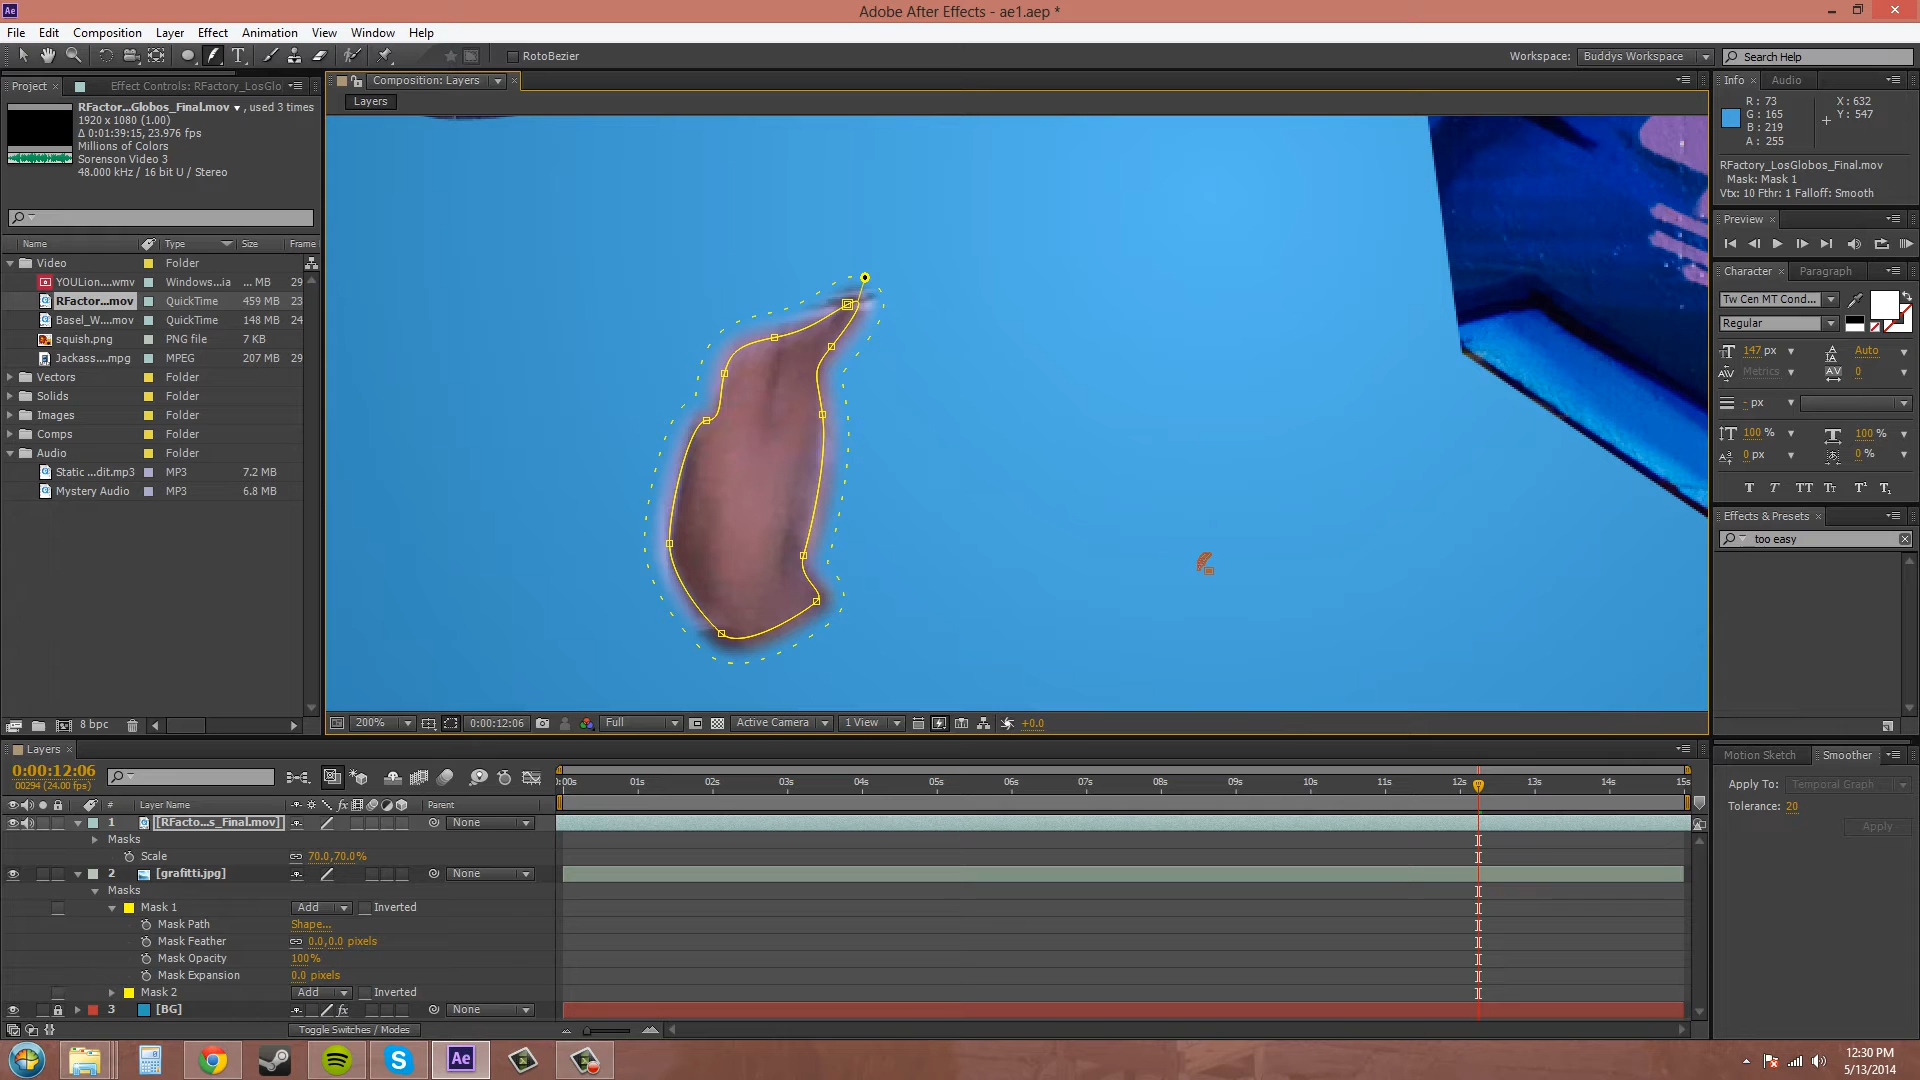 Adobe After Effects - ae1.aep *
File Edit Composition Layer Effect Animation View Window Help
RotoBezier
Workspace: Buddys Workspace
Search Help
Project
Effect Controls: RFactory_LosGlo
Composition: Layers
Info Audio
RFactor...Globos_Final.mov , used 3 times
1920 x 1080 (1.00)
Δ 0:01:39:15, 23.976 fps
Millions of Colors
Sorenson Video 3
48.000 kHz / 16 bit U / Stereo
Layers
R : 73
G : 165
B : 219
A : 255
X : 632
Y : 547
RFactory_LosGlobos_Final.mov
Mask: Mask 1
Vtx: 10 Fthr: 1 Falloff: Smooth
Preview
Name Type Size Frame
Video Folder
YOULion....wmv Windows...ia ... MB 29
RFactor...mov QuickTime 459 MB 23
Basel_W....mov QuickTime 148 MB 24
squish.png PNG file 7 KB
Jackass....mpg MPEG 207 MB 29
Vectors Folder
Solids Folder
Images Folder
Comps Folder
Audio Folder
Static ...dit.mp3 MP3 7.2 MB
Mystery Audio MP3 6.8 MB
8 bpc
Character Paragraph
Tw Cen MT Cond...
Regular
147 px Auto
Metrics 0
- px
100 % 100 %
0 px 0 %
T T TT Tt T¹ T₁
Effects & Presets
too easy
200% 0:00:12:06 Full Active Camera 1 View +0.0
Layers
0:00:12:06
00294 (24.00 fps)
:00s 01s 02s 03s 04s 05s 06s 07s 08s 09s 10s 11s 12s 13s 14s 15s
# Layer Name Parent
1 [RFacto...s_Final.mov] None
Masks
Scale 70.0,70.0%
2 [grafitti.jpg] None
Masks
Mask 1 Add Inverted
Mask Path Shape...
Mask Feather 0.0,0.0 pixels
Mask Opacity 100%
Mask Expansion 0.0 pixels
Mask 2 Add Inverted
3 [BG] None
Toggle Switches / Modes
Motion Sketch Smoother
Apply To: Temporal Graph
Tolerance: 20
Apply
12:30 PM
5/13/2014